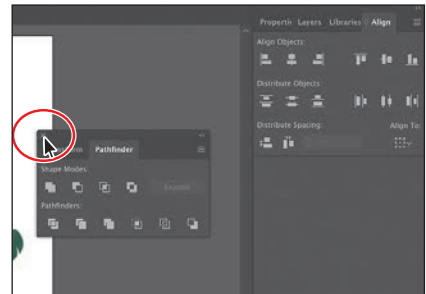 Properti Layers Libraries Align
Align Objects:
Distribute Objects:
Distribute Spacing:
Align To:
Pathfinder
Shape Modes:
Expand
Pathfinders: